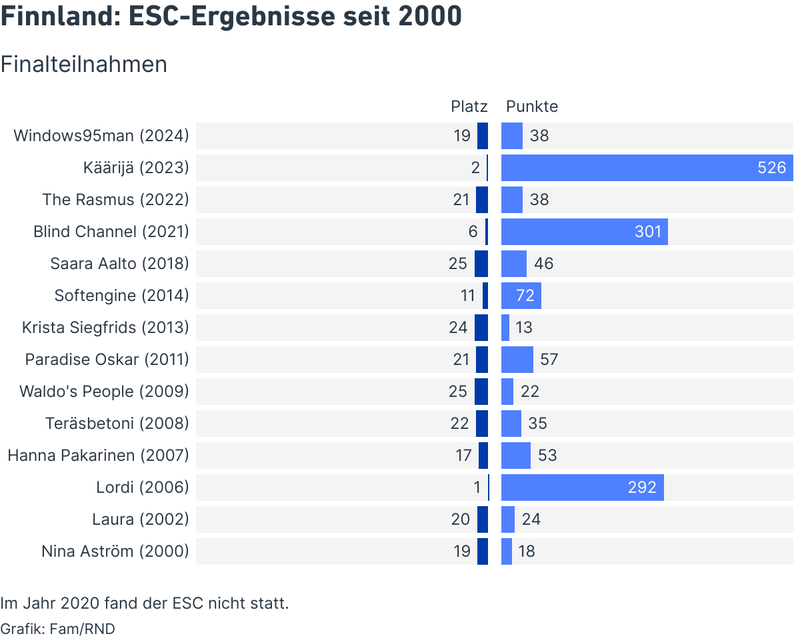 Finnland: ESC-Ergebnisse seit 2000
Finalteilnahmen
Platz Punkte
Windows95man (2024) 19 38
Käärijä (2023) 2 526
The Rasmus (2022) 21 38
Blind Channel (2021) 6 301
Saara Aalto (2018) 25 46
Softengine (2014) 11 72
Krista Siegfrids (2013) 24 13
Paradise Oskar (2011) 21 57
Waldo's People (2009) 25 22
Teräsbetoni (2008) 22 35
Hanna Pakarinen (2007) 17 53
Lordi (2006) 1 292
Laura (2002) 20 24
Nina Aström (2000) 19 18
Im Jahr 2020 fand der ESC nicht statt.
Grafik: Fam/RND